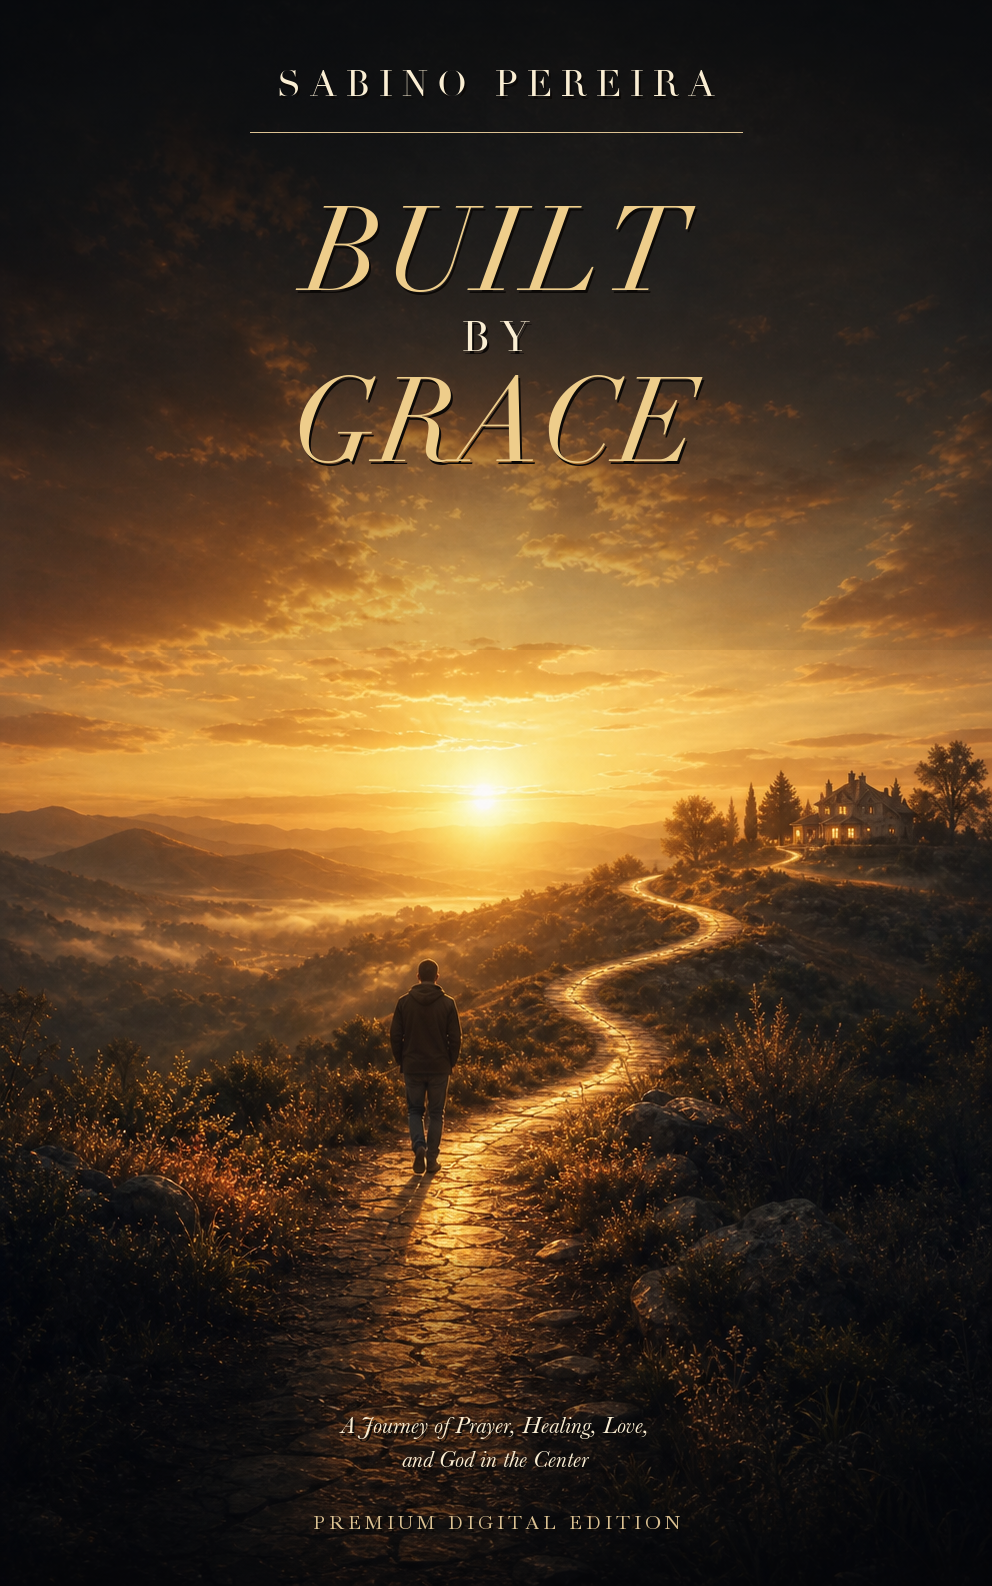 SABINO PEREIRA
BUILT
BY
GRACE
A Journey of Prayer, Healing, Love,
and God in the Center
PREMIUM DIGITAL EDITION